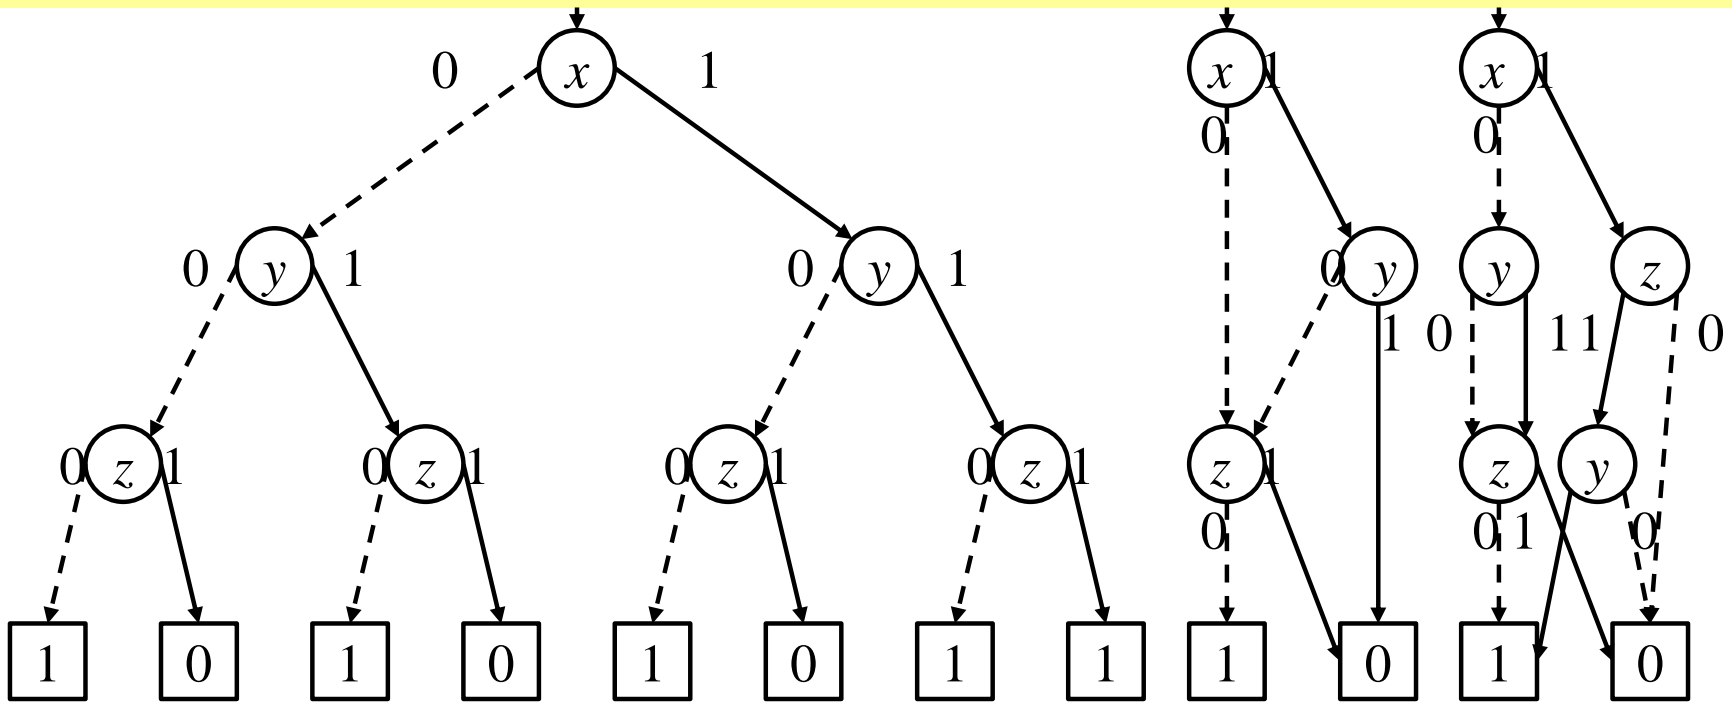 0 x 1 x 1 x 1
0 0
0 y 1 0 y 1 0 y y z
1 0 1 1 0
0 z 1 0 z 1 0 z 1 0 z 1 z 1 z y
0 0 1 0
1 0 1 0 1 0 1 1 1 0 1 0